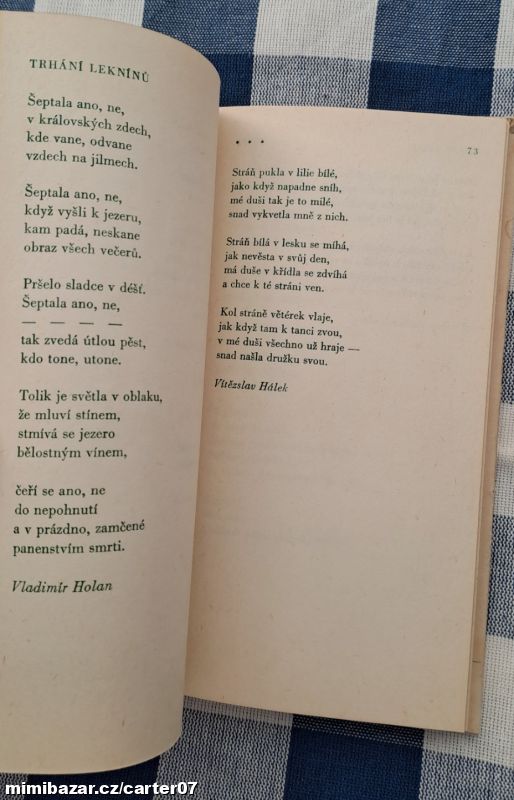 TRHÁNÍ LEKNÍNŮ
Šeptala ano, ne,
v královských zdech,
kde vane, odvane
vzdech na jilmech.
Šeptala ano, ne,
když vyšli k jezeru,
kam padá, neskane
obraz všech večerů.
Pršelo sladce v déšť.
Šeptala ano, ne,
— — — —
tak zvedá útlou pěst,
kdo tone, utone.
Tolik je světla v oblaku,
že mluví stínem,
stmívá se jezero
bělostným vínem,
čeří se ano, ne
do nepohnutí
a v prázdno, zamčené
panenstvím smrti.
Vladimír Holan
73
• • •
Stráň pukla v lilie bílé,
jako když napadne sníh,
mé duši tak je to milé,
snad vykvetla mně z nich.
Stráň bílá v lesku se míhá,
jak nevěsta v svůj den,
má duše v křídla se zdvíhá
a chce k té stráni ven.
Kol stráně větérek vlaje,
jak když tam k tanci zvou,
v mé duši všechno už hraje —
snad našla družku svou.
Vítězslav Hálek
mimibazar.cz/carter07